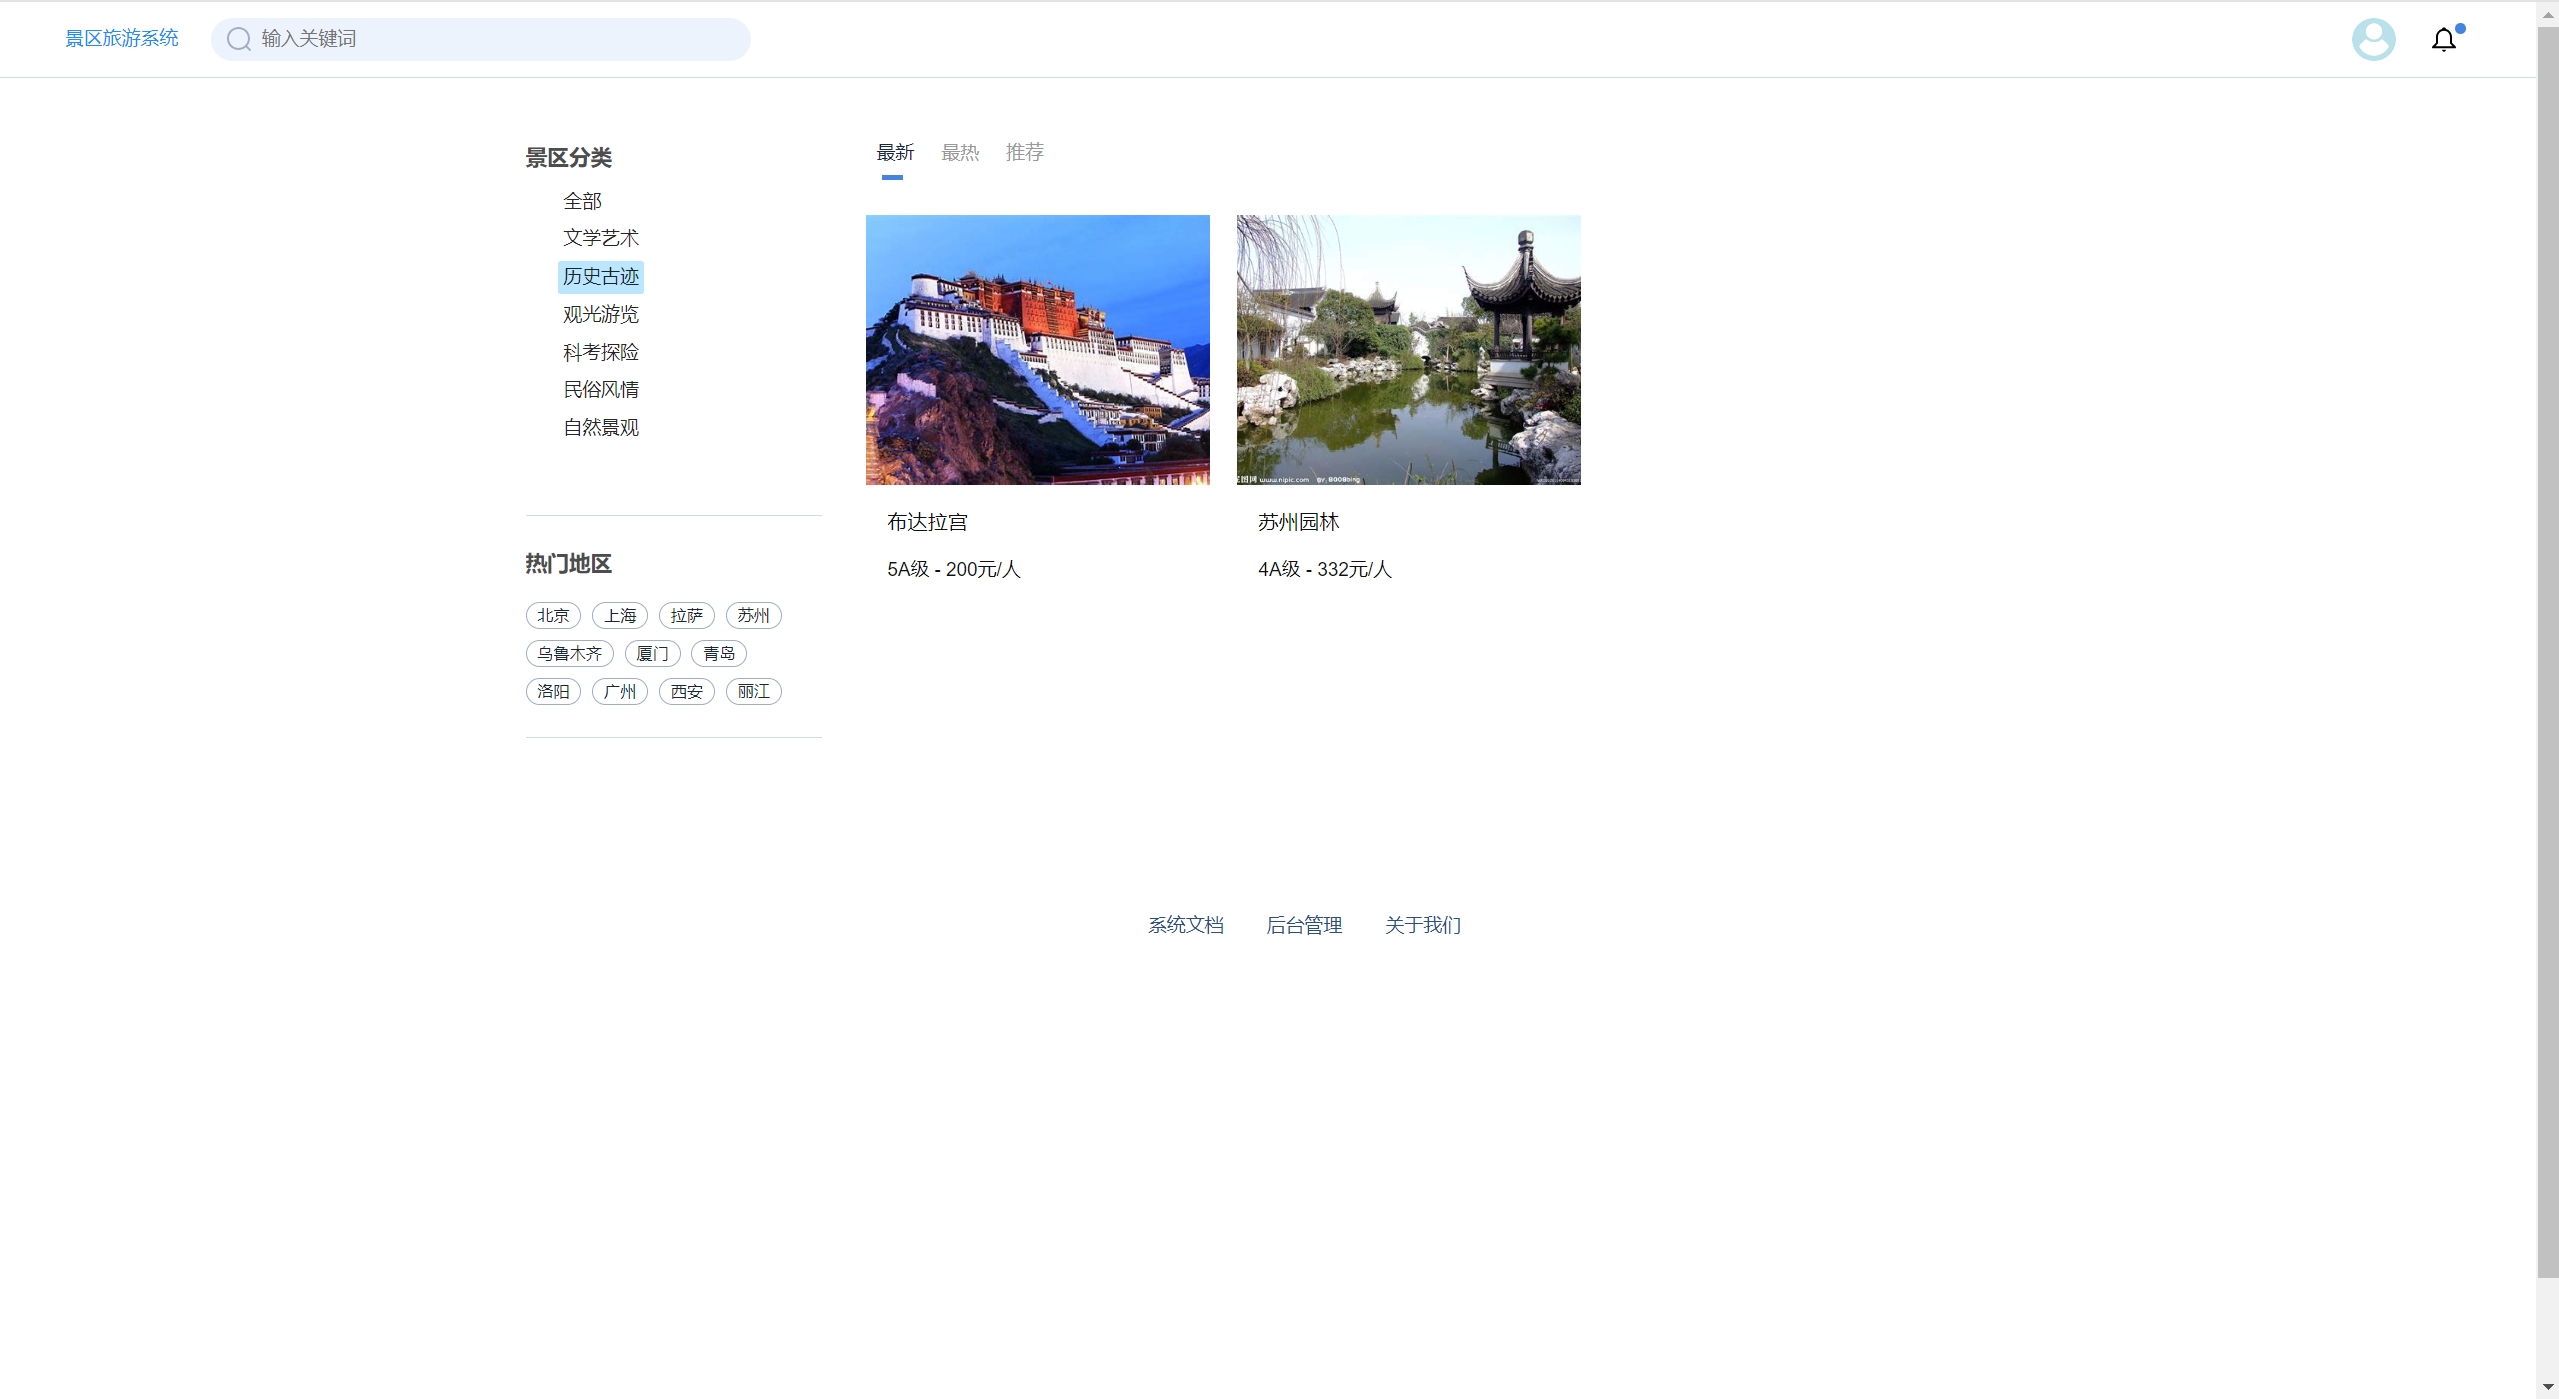 景区旅游系统
输入关键词
景区分类
全部
文学艺术
历史古迹
观光游览
科考探险
民俗风情
自然景观
热门地区
北京 上海 拉萨 苏州
乌鲁木齐 厦门 青岛
洛阳 广州 西安 丽江
最新 最热 推荐
www.nipic.com
布达拉宫
5A级 - 200元/人
苏州园林
4A级 - 332元/人
系统文档 后台管理 关于我们